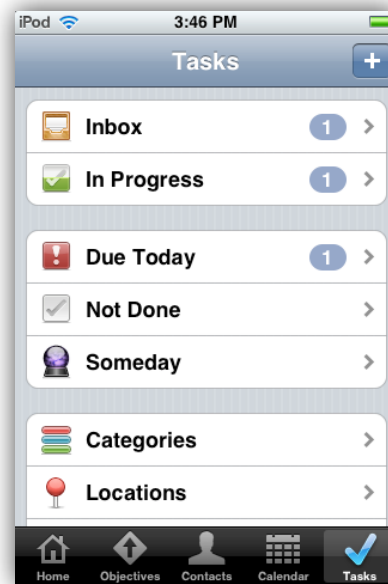 iPod 3:46 PM
Tasks +
Inbox 1
In Progress 1
Due Today 1
Not Done
Someday
Categories
Locations
Home Objectives Contacts Calendar Tasks